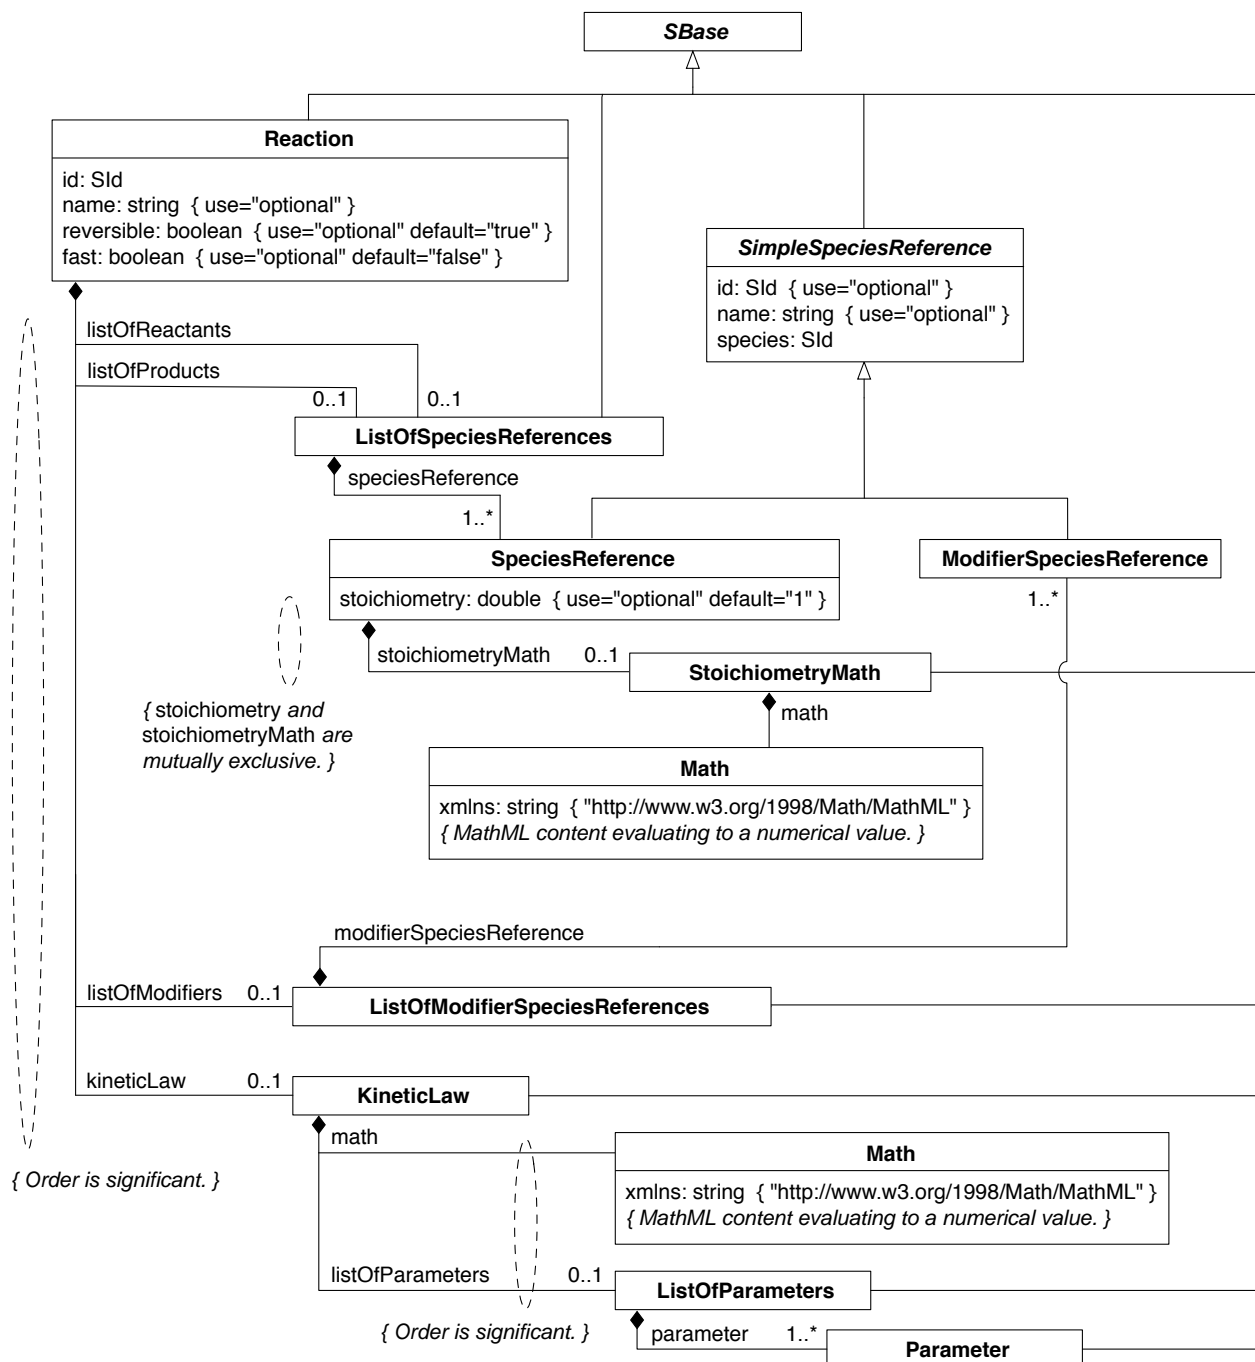 SBase
Reaction
id: SId
name: string { use="optional" }
reversible: boolean { use="optional" default="true" }
fast: boolean { use="optional" default="false" }
SimpleSpeciesReference
id: SId { use="optional" }
name: string { use="optional" }
species: SId
listOfReactants
listOfProducts
0..1
0..1
ListOfSpeciesReferences
speciesReference
1..*
SpeciesReference
stoichiometry: double { use="optional" default="1" }
ModifierSpeciesReference
1..*
stoichiometryMath
0..1
StoichiometryMath
math
{ stoichiometry and
stoichiometryMath are
mutually exclusive. }
Math
xmlns: string { "http://www.w3.org/1998/Math/MathML" }
{ MathML content evaluating to a numerical value. }
modifierSpeciesReference
listOfModifiers
0..1
ListOfModifierSpeciesReferences
kineticLaw
0..1
KineticLaw
math
Math
xmlns: string { "http://www.w3.org/1998/Math/MathML" }
{ MathML content evaluating to a numerical value. }
{ Order is significant. }
listOfParameters
0..1
ListOfParameters
{ Order is significant. }
parameter
1..*
Parameter